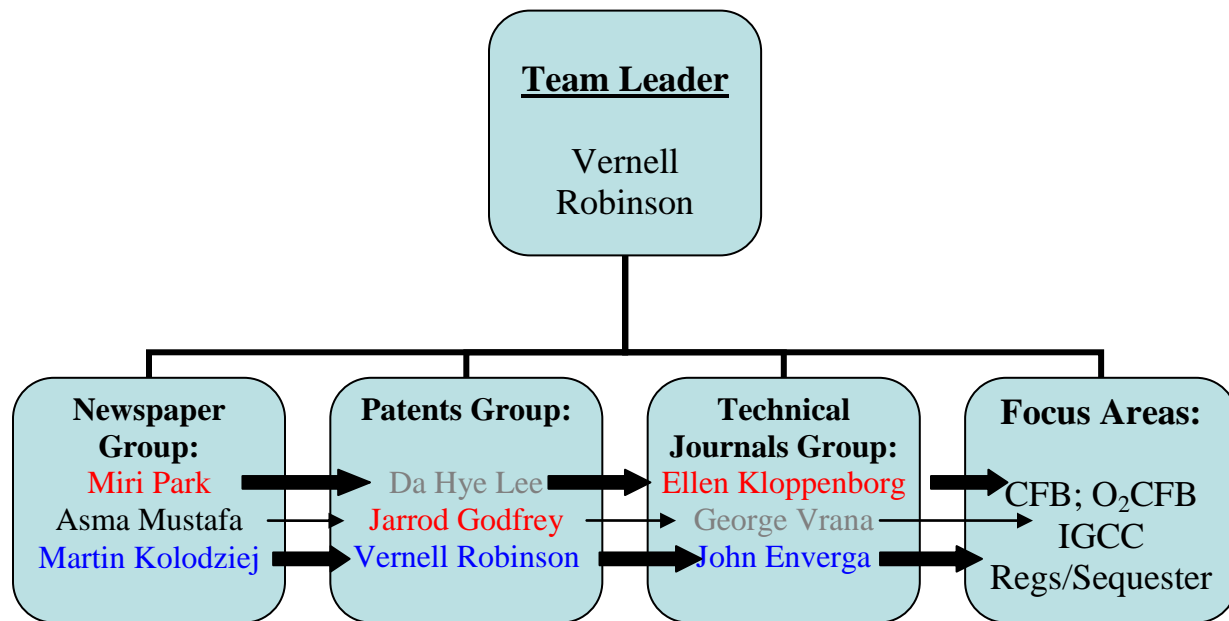 Team Leader
Vernell
Robinson
Newspaper
Group:
Miri Park
Asma Mustafa
Martin Kolodziej
Patents Group:
Da Hye Lee
Jarrod Godfrey
Vernell Robinson
Technical
Journals Group:
Ellen Kloppenborg
George Vrana
John Enverga
Focus Areas:
CFB; O₂CFB
IGCC
Regs/Sequester